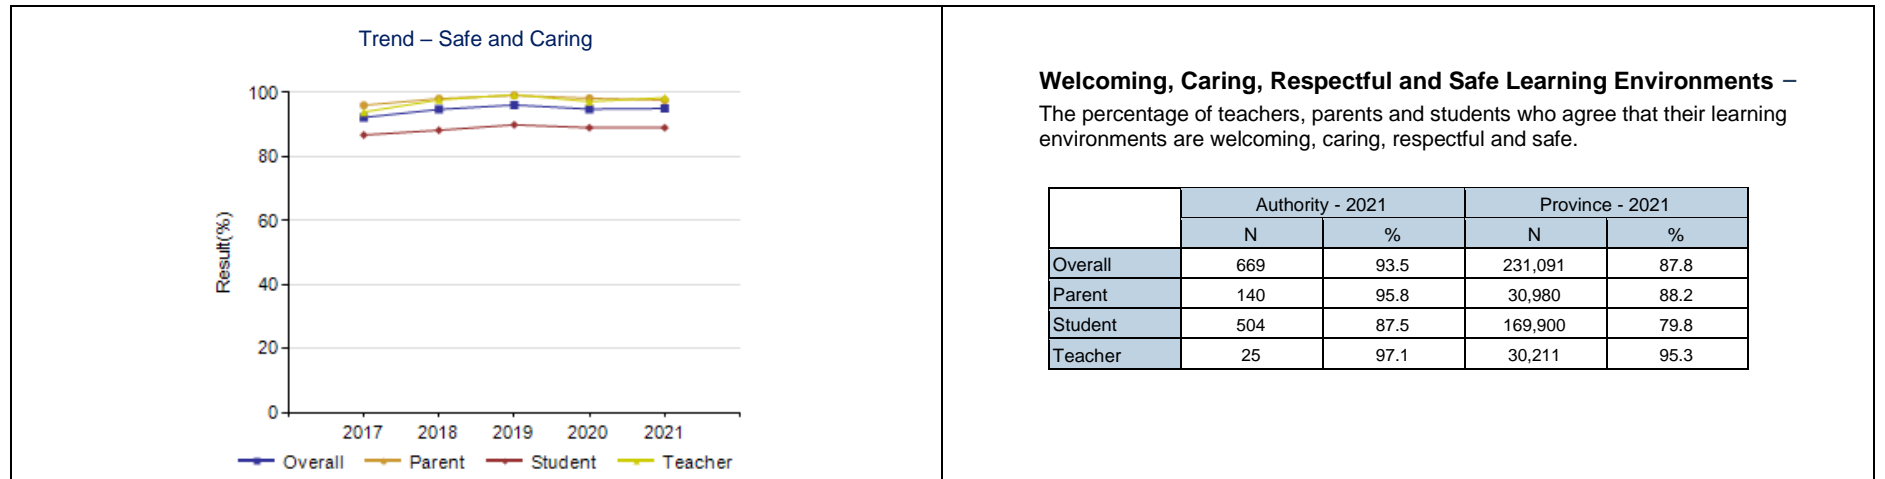 Trend – Safe and Caring
100
80
60
40
20
0
Result(%)
2017 2018 2019 2020 2021
Overall Parent Student Teacher
Welcoming, Caring, Respectful and Safe Learning Environments –
The percentage of teachers, parents and students who agree that their learning
environments are welcoming, caring, respectful and safe.
Authority - 2021 Province - 2021
N % N %
Overall 669 93.5 231,091 87.8
Parent 140 95.8 30,980 88.2
Student 504 87.5 169,900 79.8
Teacher 25 97.1 30,211 95.3